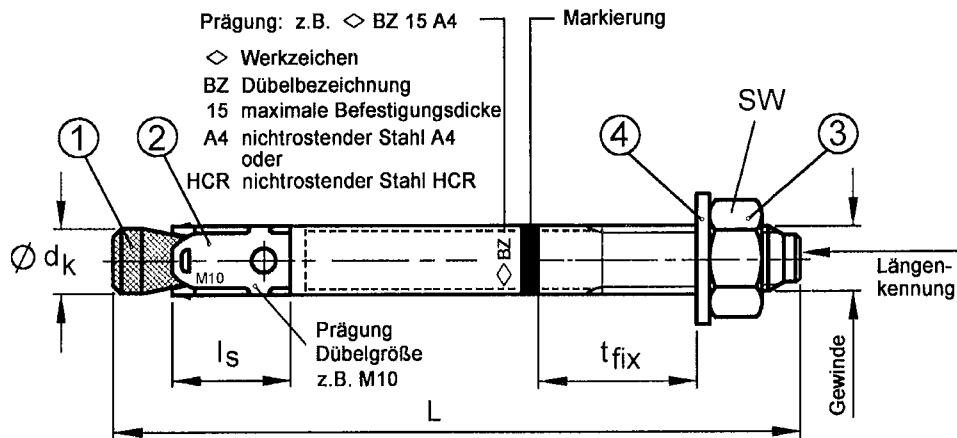 Prägung: z.B. ◇ BZ 15 A4
Markierung
◇ Werkzeichen
BZ Dübelbezeichnung
15 maximale Befestigungsdicke
A4 nichtrostender Stahl A4
oder
HCR nichtrostender Stahl HCR
SW
1
2
4
3
Ø dk
M10
◇ BZ
Längen-
kennung
Prägung
Dübelgröße
z.B. M10
ls
tfix
Gewinde
L